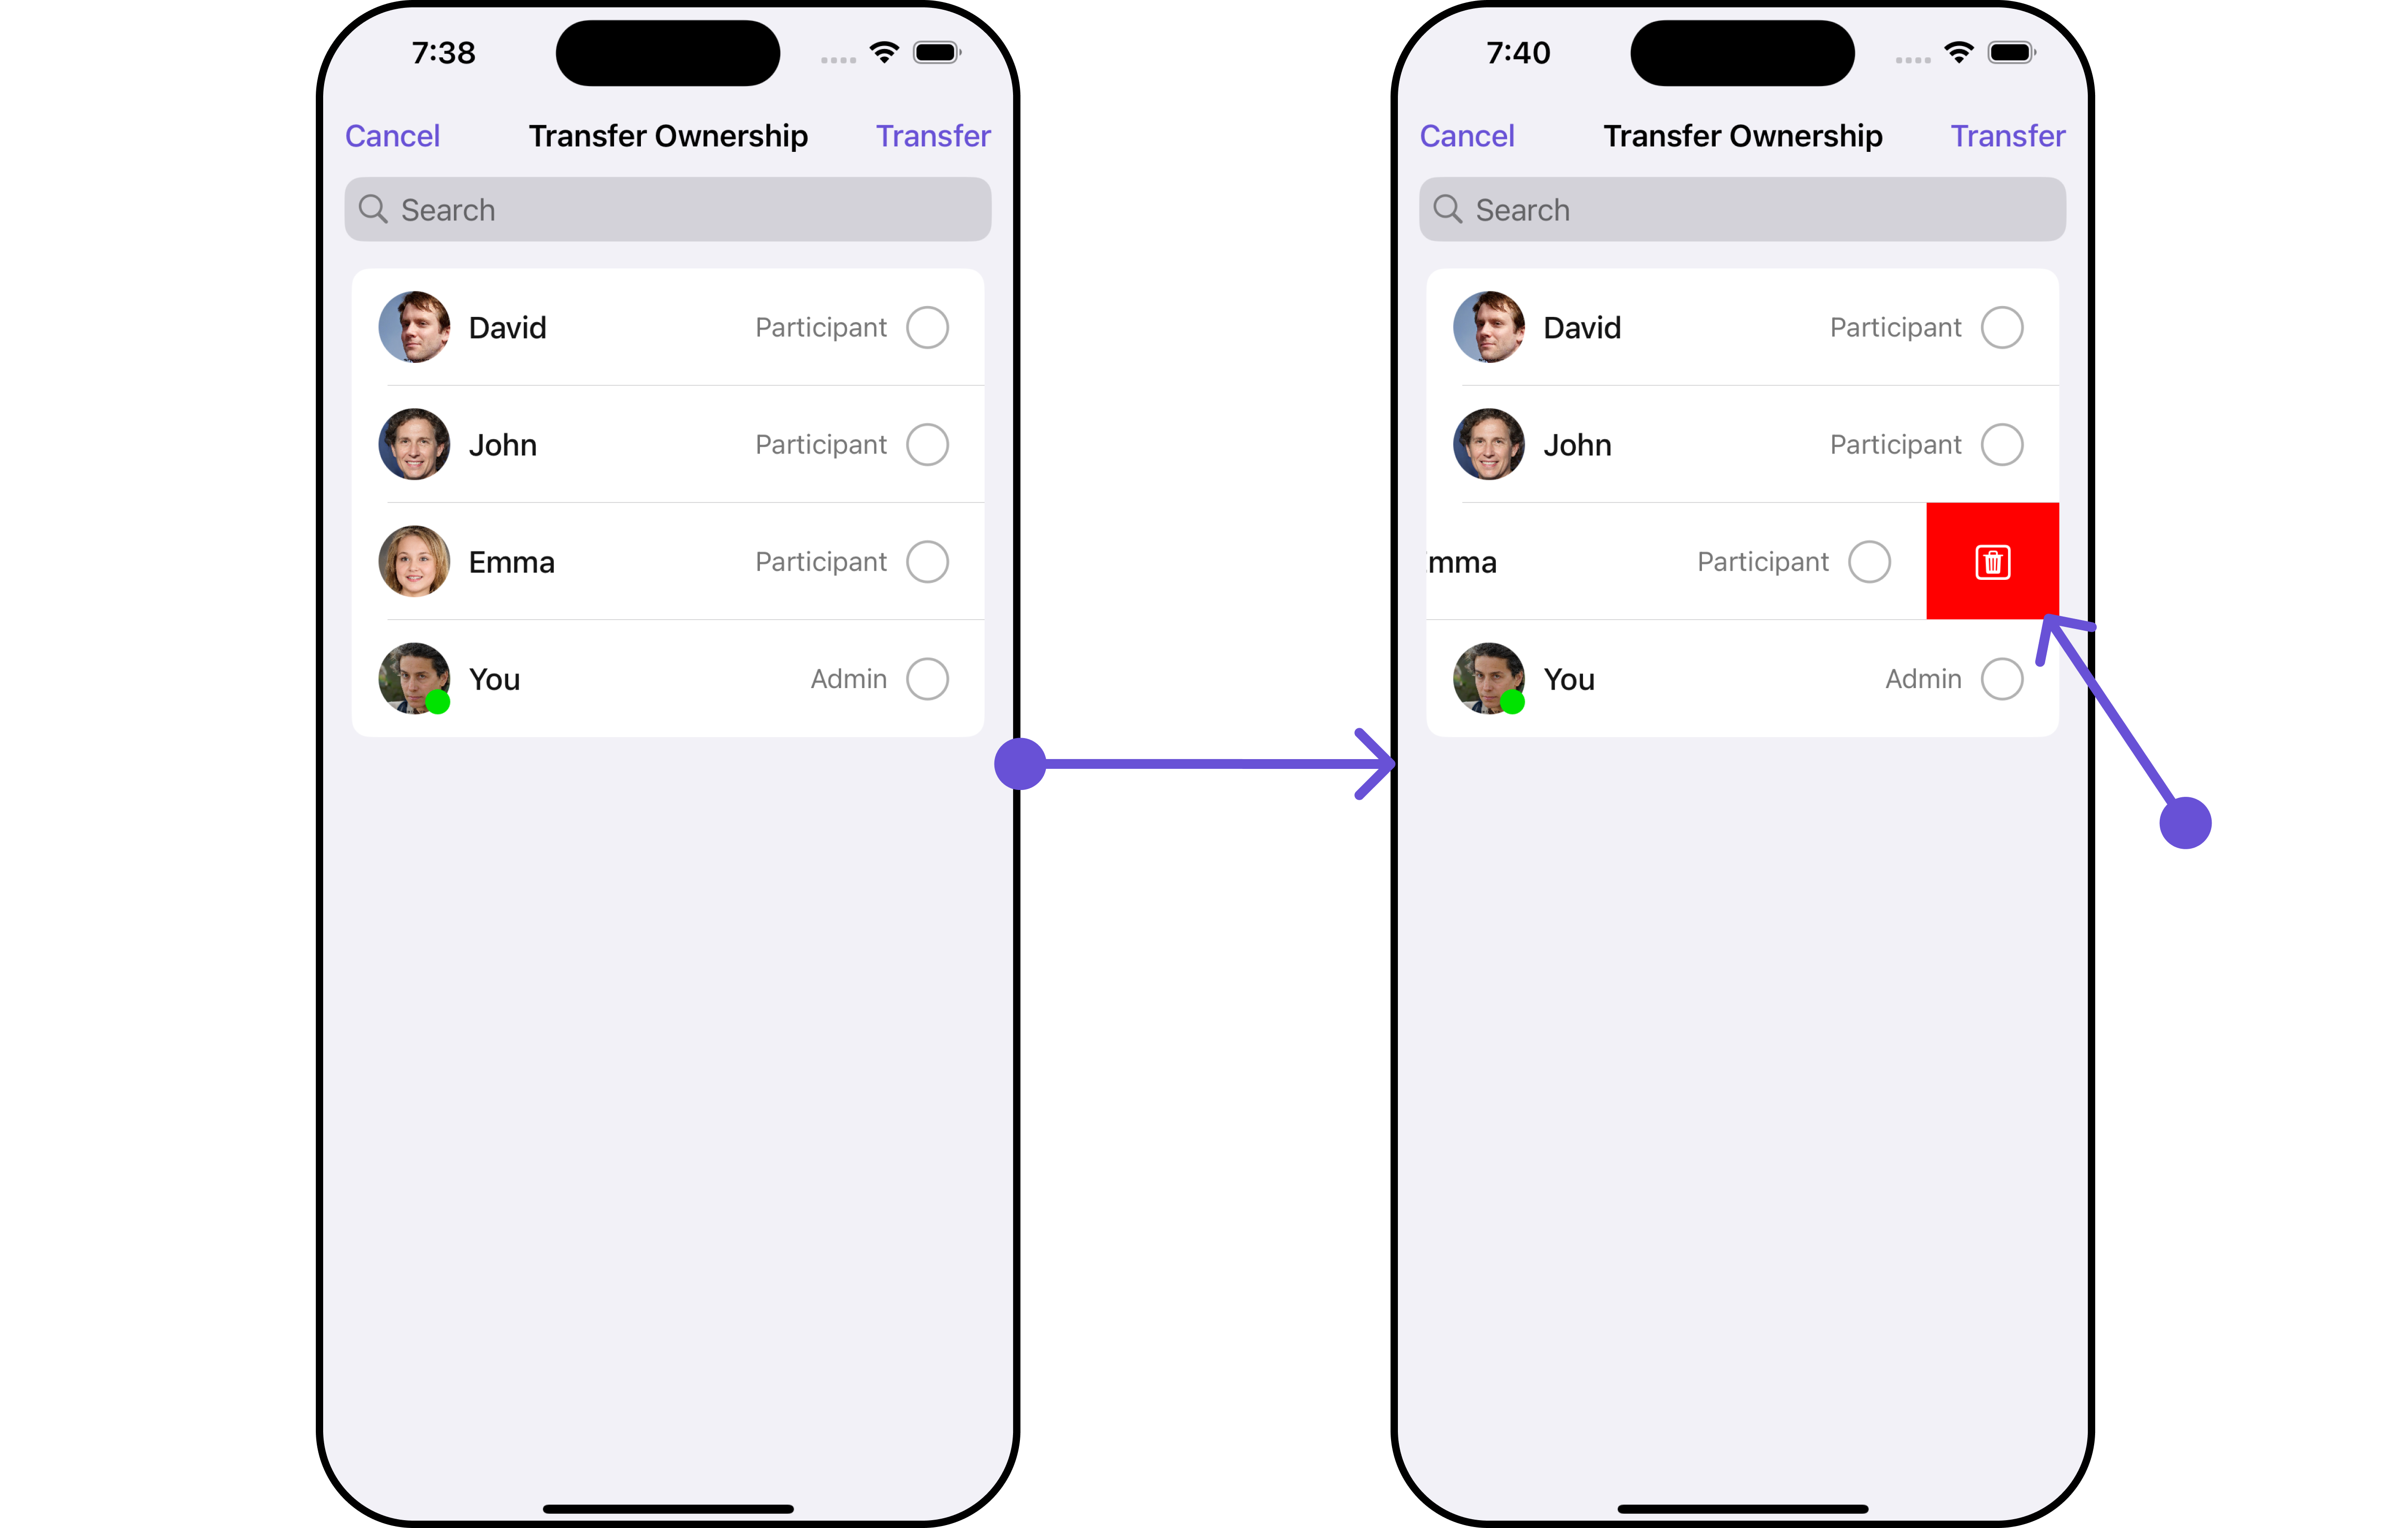 7:38
Cancel Transfer Ownership Transfer
Search
David Participant
John Participant
Emma Participant
You Admin
7:40
Cancel Transfer Ownership Transfer
Search
David Participant
John Participant
mma Participant
You Admin